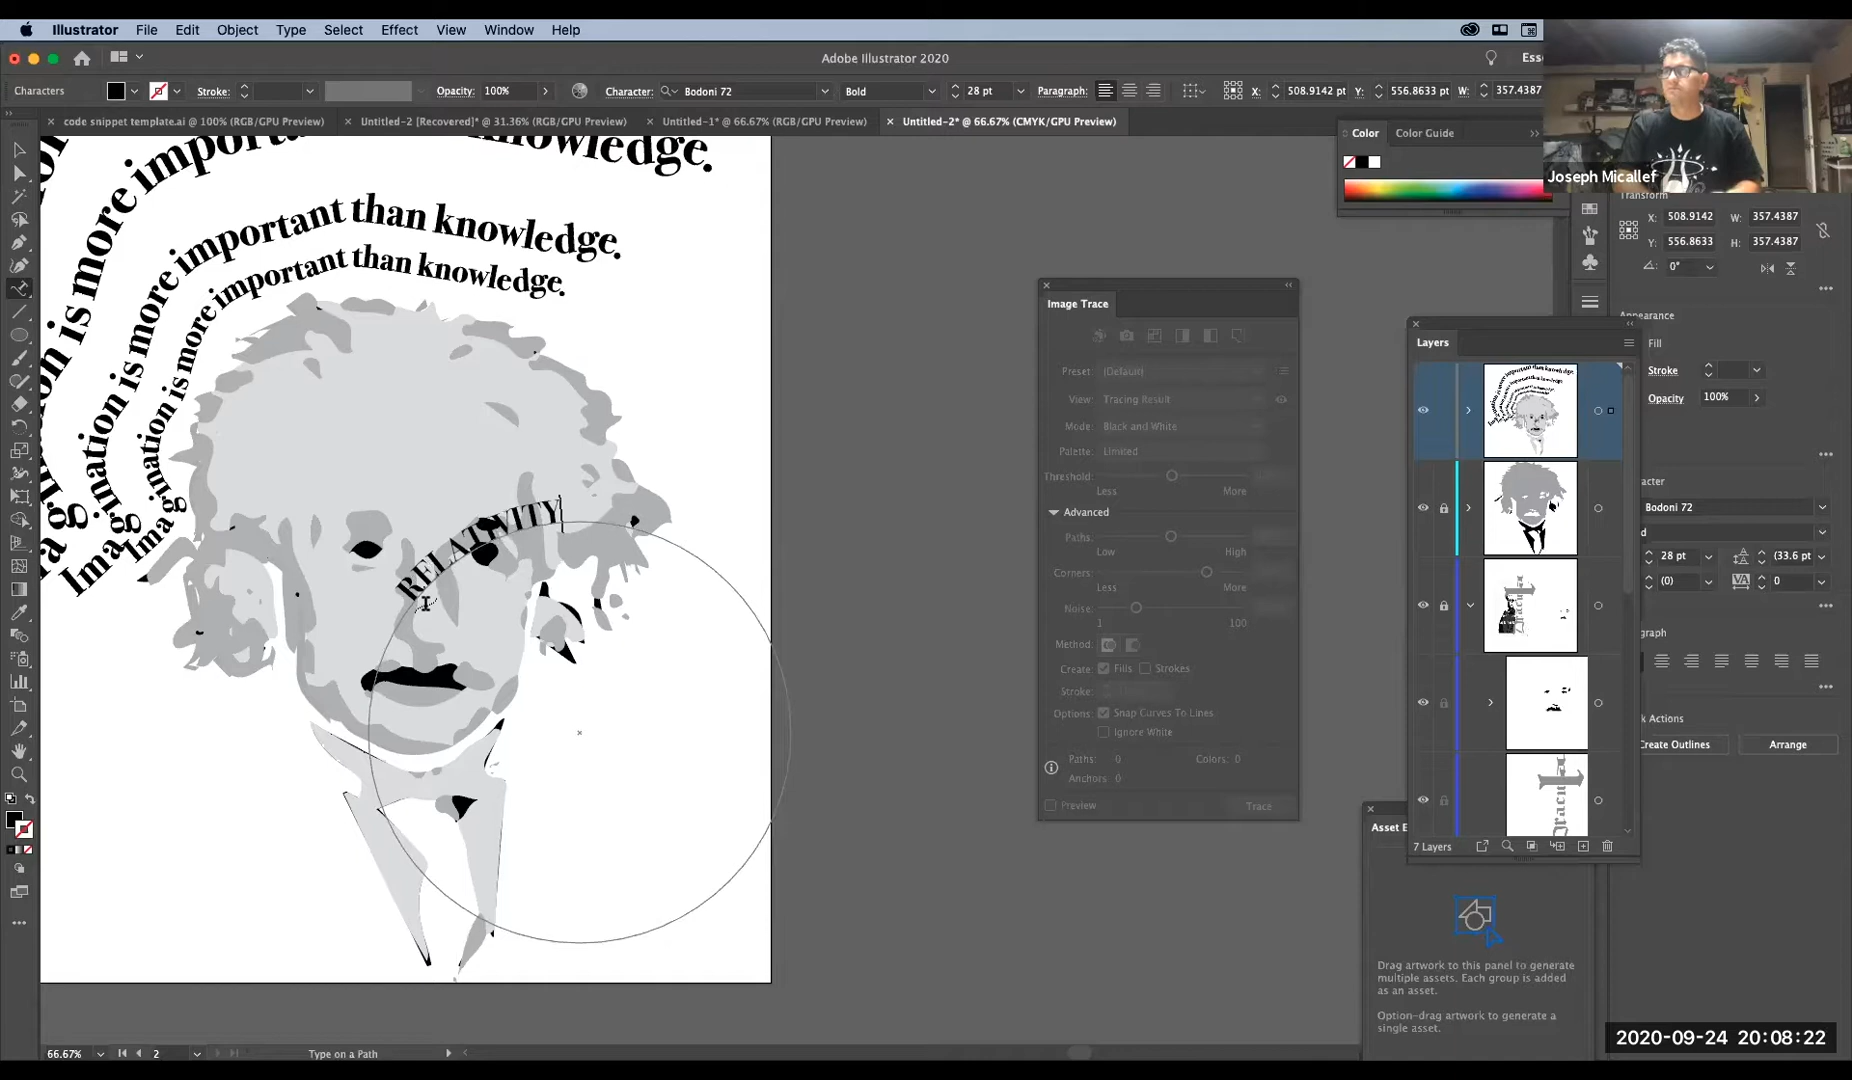 Illustrator File Edit Object Type Select Effect View Window Help
Adobe Illustrator 2020
Characters Stroke: Opacity: 100% Character: Bodoni 72 Bold 28 pt Paragraph: X: 508.9142 pt Y: 556.8633 pt W: 357.4387
code snippet template.ai @ 100% (RGB/GPU Preview) Untitled-2 [Recovered]* @ 31.36% (RGB/GPU Preview) Untitled-1* @ 66.67% (RGB/GPU Preview) Untitled-2* @ 66.67% (CMYK/GPU Preview)
Color Color Guide
Joseph Micallef
knowledge.
Imagination is more important than knowledge.
Imagination is more important than knowledge.
RELATIVITY
Image Trace
Preset: (Default)
View: Tracing Result
Mode: Black and White
Palette: Limited
Threshold:
Less More
Advanced
Paths:
Low High
Corners:
Less More
Noise:
1 100
Method:
Create: Fills Strokes
Stroke:
Options: Snap Curves To Lines
Ignore White
Paths: 0 Colors: 0
Anchors: 0
Preview Trace
Layers
Dracula
7 Layers
Transform
X: 508.9142 W: 357.4387
Y: 556.8633 H: 357.4387
0°
Appearance
Fill
Stroke
Opacity 100%
aracter
Bodoni 72
28 pt (33.6 pt
(0) 0
agraph
k Actions
Create Outlines Arrange
Asset E
Drag artwork to this panel to generate
multiple assets. Each group is added
as an asset.
Option-drag artwork to generate a
single asset.
66.67% 2 Type on a Path
2020-09-24 20:08:22